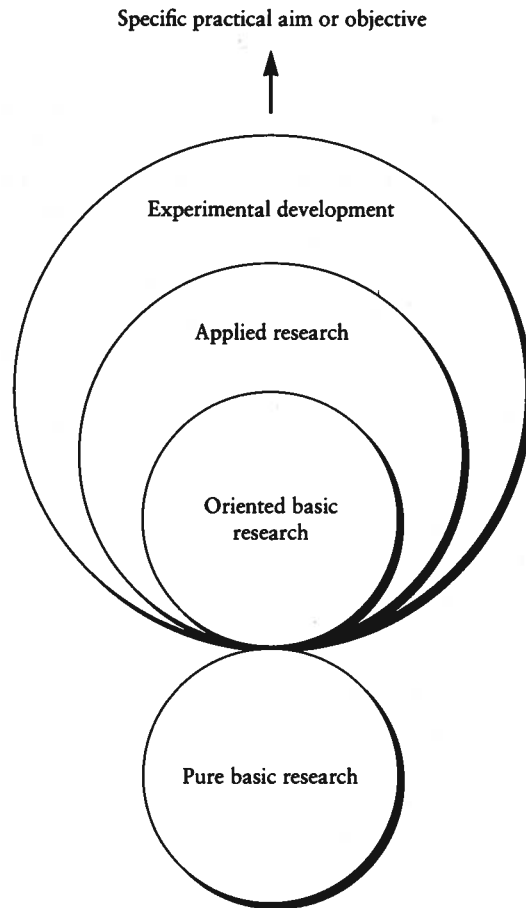 Specific practical aim or objective
Experimental development
Applied research
Oriented basic
research
Pure basic research